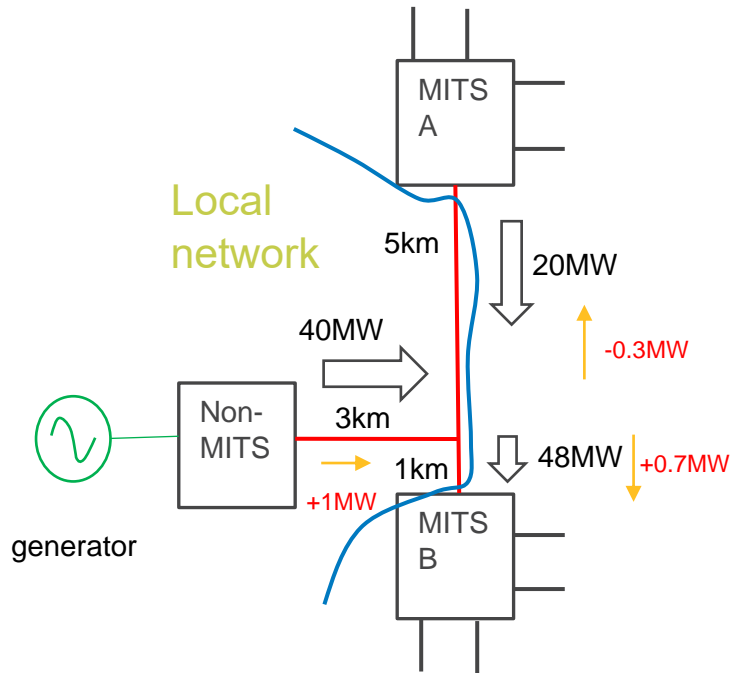 MITS
A
Local
network
5km
20MW
40MW
-0.3MW
Non-
MITS
3km
1km
48MW
+0.7MW
+1MW
MITS
B
generator